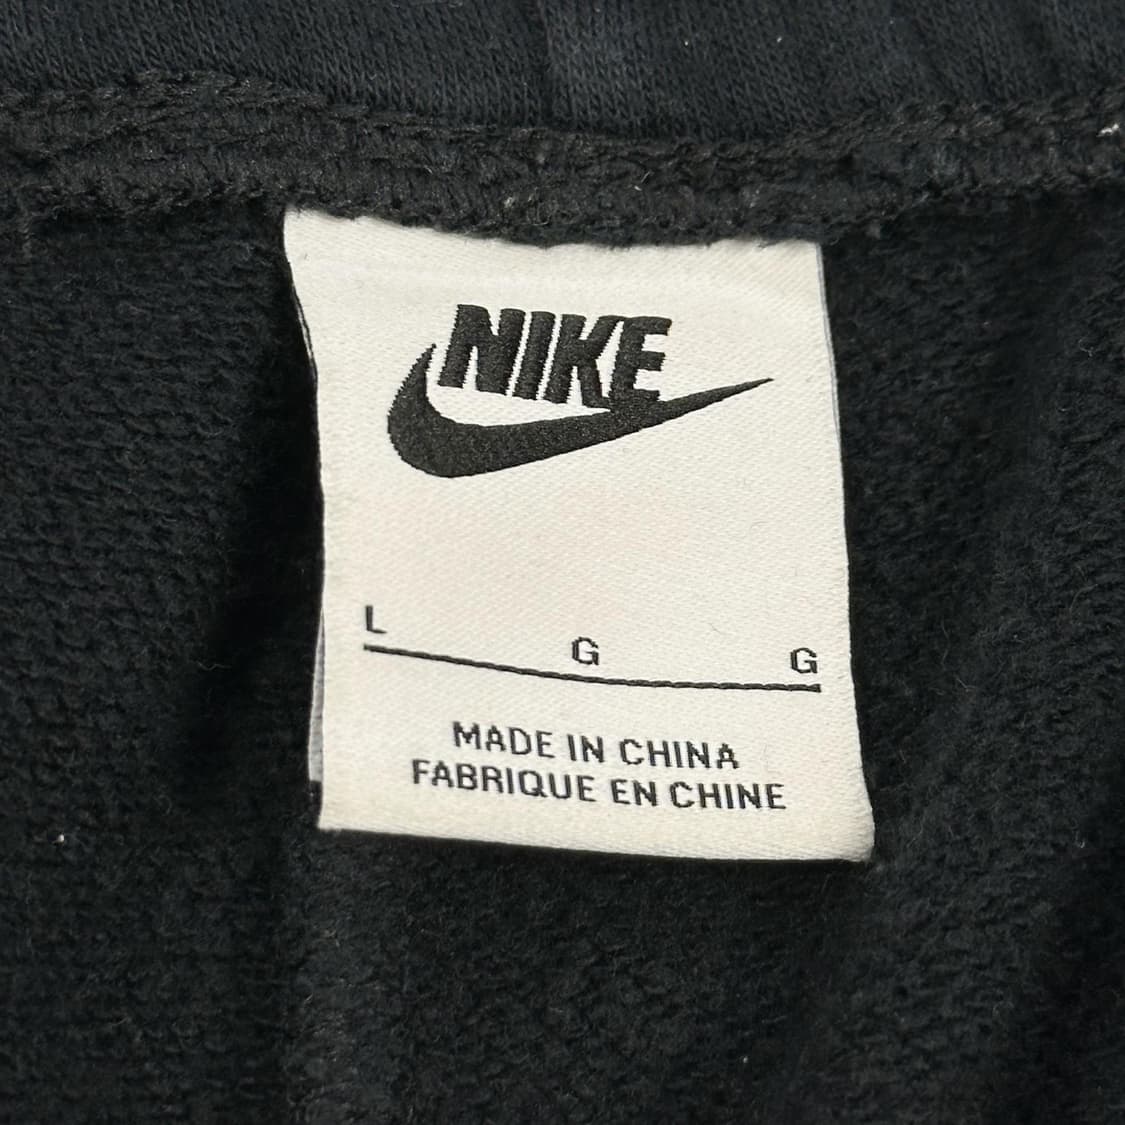 NIKE
L G G
MADE IN CHINA
FABRIQUE EN CHINE